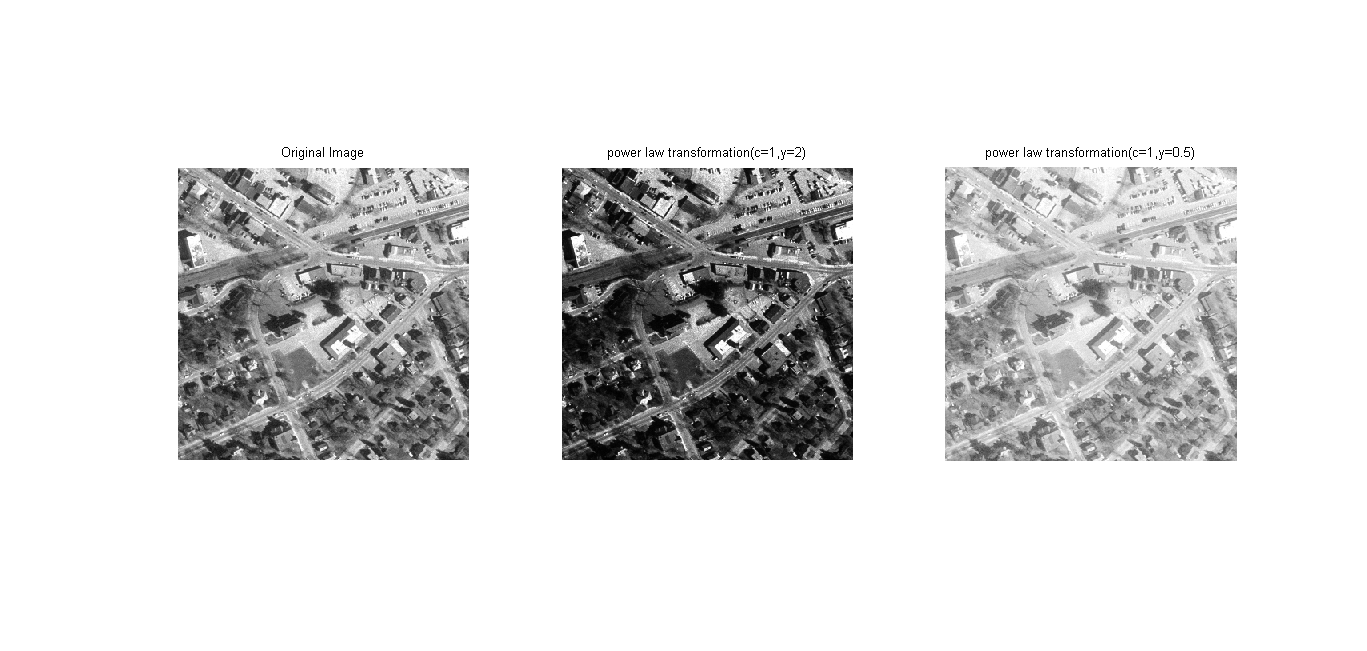 Original Image
power law transformation(c=1,y=2)
power law transformation(c=1,y=0.5)